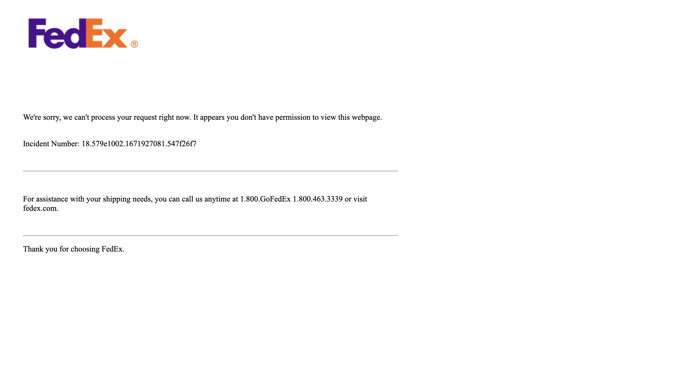 FedEx ®
We're sorry, we can't process your request right now. It appears you don't have permission to view this webpage.
Incident Number: 18.579e1002.1671927081.547f26f7
For assistance with your shipping needs, you can call us anytime at 1.800.GoFedEx 1.800.463.3339 or visit
fedex.com.
Thank you for choosing FedEx.